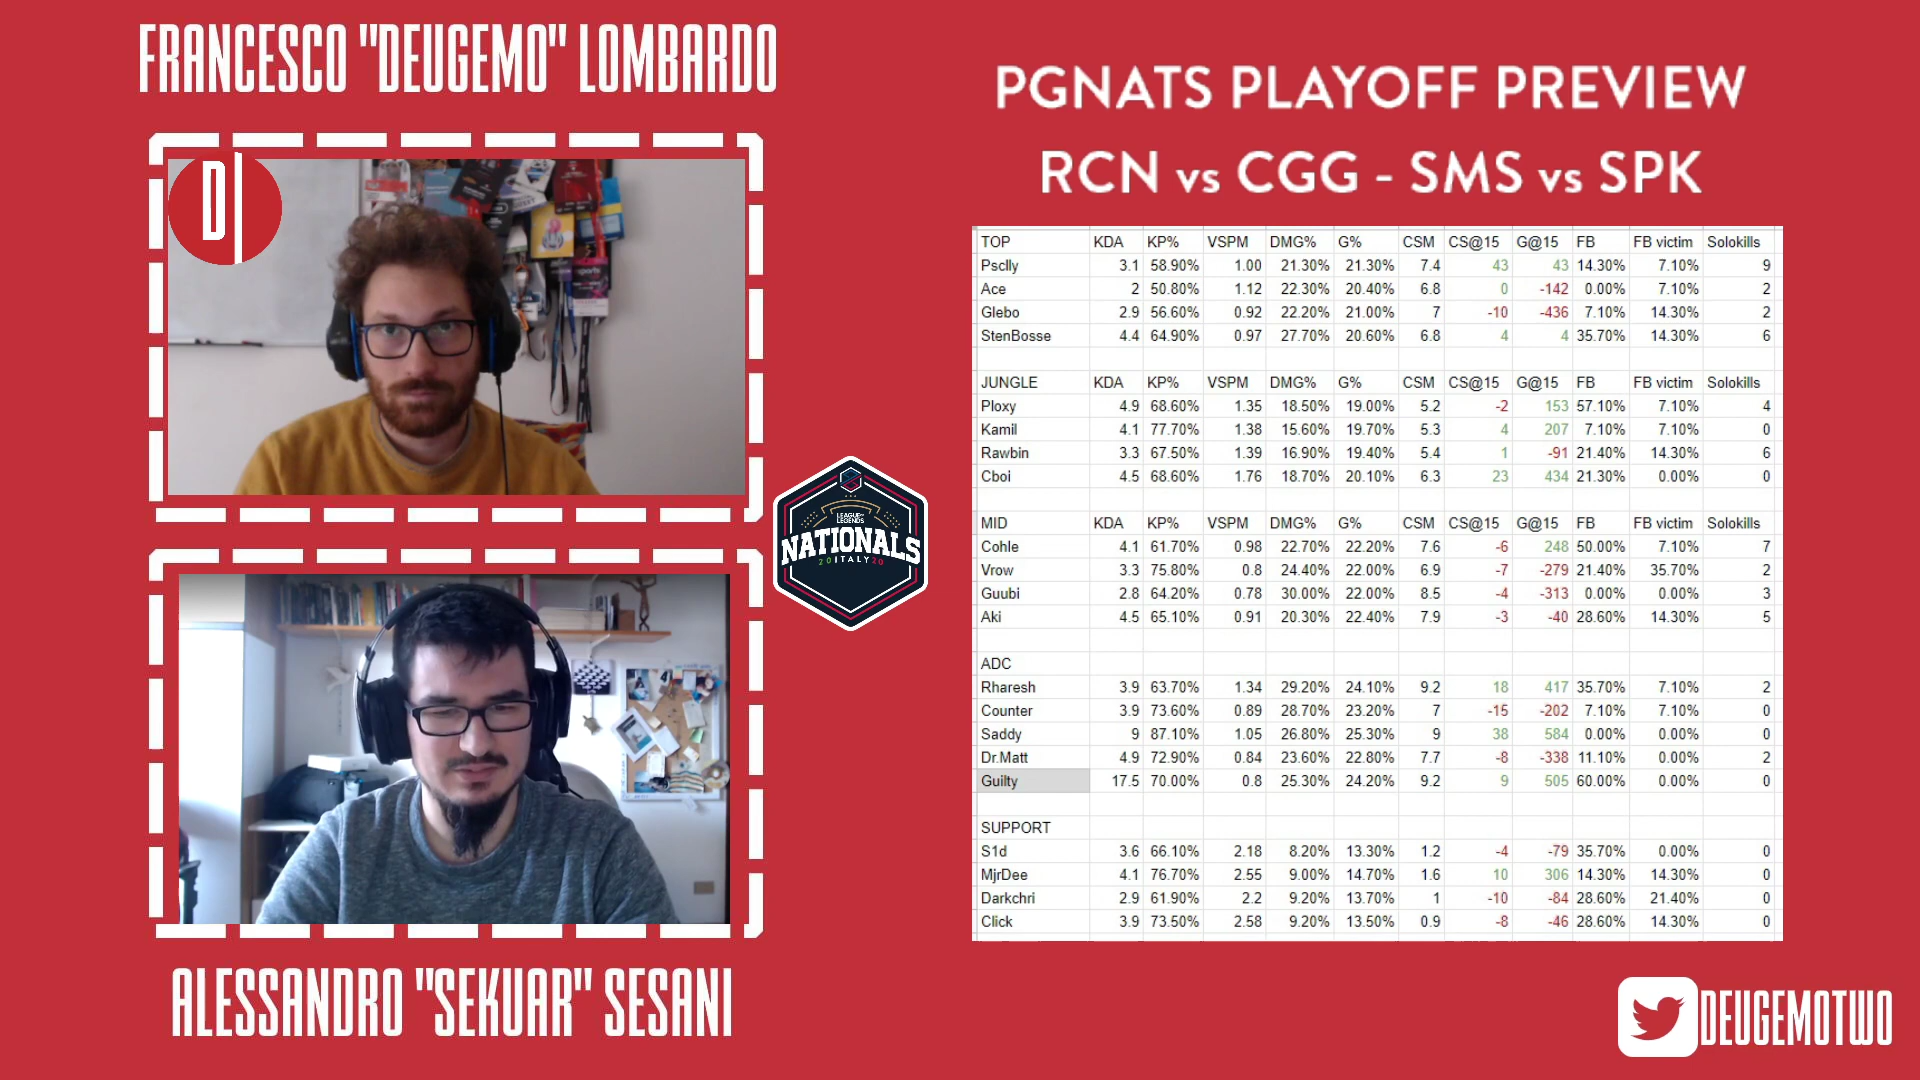 FRANCESCO "DEUGEMO" LOMBARDO
D
ALESSANDRO "SEKUAR" SESANI
LEAGUE OF LEGENDS
NATIONALS
20ITALY20
PGNATS PLAYOFF PREVIEW
RCN vs CGG - SMS vs SPK
TOP KDA KP% VSPM DMG% G% CSM CS@15 G@15 FB FB victim Solokills
Psclly 3.1 58.90% 1.00 21.30% 21.30% 7.4 43 43 14.30% 7.10% 9
Ace 2 50.80% 1.12 22.30% 20.40% 6.8 0 -142 0.00% 7.10% 2
Glebo 2.9 56.60% 0.92 22.20% 21.00% 7 -10 -436 7.10% 14.30% 2
StenBosse 4.4 64.90% 0.97 27.70% 20.60% 6.8 4 4 35.70% 14.30% 6
JUNGLE KDA KP% VSPM DMG% G% CSM CS@15 G@15 FB FB victim Solokills
Ploxy 4.9 68.60% 1.35 18.50% 19.00% 5.2 -2 153 57.10% 7.10% 4
Kamil 4.1 77.70% 1.38 15.60% 19.70% 5.3 4 207 7.10% 7.10% 0
Rawbin 3.3 67.50% 1.39 16.90% 19.40% 5.4 1 -91 21.40% 14.30% 6
Cboi 4.5 68.60% 1.76 18.70% 20.10% 6.3 23 434 21.30% 0.00% 0
MID KDA KP% VSPM DMG% G% CSM CS@15 G@15 FB FB victim Solokills
Cohle 4.1 61.70% 0.98 22.70% 22.20% 7.6 -6 248 50.00% 7.10% 7
Vrow 3.3 75.80% 0.8 24.40% 22.00% 6.9 -7 -279 21.40% 35.70% 2
Guubi 2.8 64.20% 0.78 30.00% 22.00% 8.5 -4 -313 0.00% 0.00% 3
Aki 4.5 65.10% 0.91 20.30% 22.40% 7.9 -3 -40 28.60% 14.30% 5
ADC
Rharesh 3.9 63.70% 1.34 29.20% 24.10% 9.2 18 417 35.70% 7.10% 2
Counter 3.9 73.60% 0.89 28.70% 23.20% 7 -15 -202 7.10% 7.10% 0
Saddy 9 87.10% 1.05 26.80% 25.30% 9 38 584 0.00% 0.00% 0
Dr.Matt 4.9 72.90% 0.84 23.60% 22.80% 7.7 -8 -338 11.10% 0.00% 2
Guilty 17.5 70.00% 0.8 25.30% 24.20% 9.2 9 505 60.00% 0.00% 0
SUPPORT
S1d 3.6 66.10% 2.18 8.20% 13.30% 1.2 -4 -79 35.70% 0.00% 0
MjrDee 4.1 76.70% 2.55 9.00% 14.70% 1.6 10 306 14.30% 14.30% 0
Darkchri 2.9 61.90% 2.2 9.20% 13.70% 1 -10 -84 28.60% 21.40% 0
Click 3.9 73.50% 2.58 9.20% 13.50% 0.9 -8 -46 28.60% 14.30% 0
DEUGEMOTWO